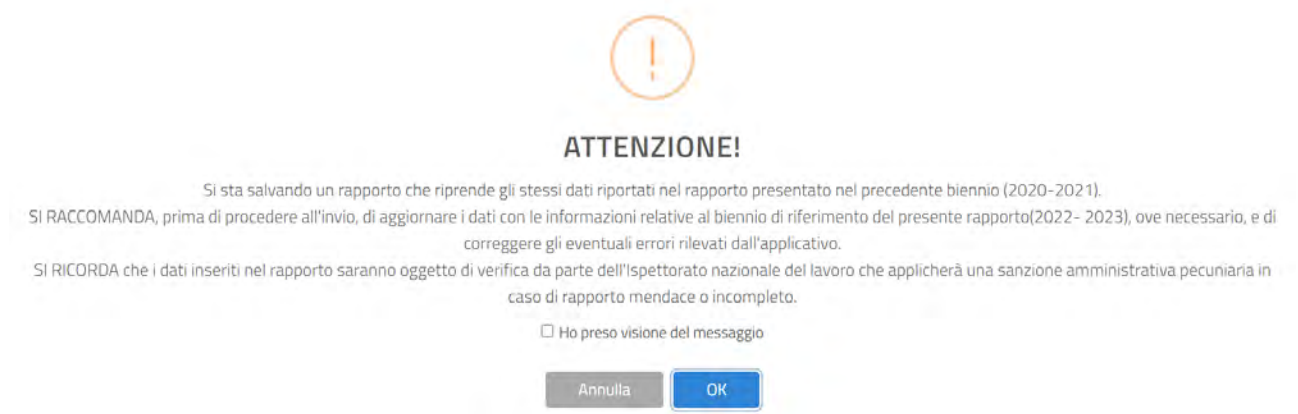 !
ATTENZIONE!
Si sta salvando un rapporto che riprende gli stessi dati riportati nel rapporto presentato nel precedente biennio (2020-2021).
SI RACCOMANDA, prima di procedere all'invio, di aggiornare i dati con le informazioni relative al biennio di riferimento del presente rapporto(2022- 2023), ove necessario, e di
correggere gli eventuali errori rilevati dall'applicativo.
SI RICORDA che i dati inseriti nel rapporto saranno oggetto di verifica da parte dell'Ispettorato nazionale del lavoro che applicherà una sanzione amministrativa pecuniaria in
caso di rapporto mendace o incompleto.
Ho preso visione del messaggio
Annulla OK